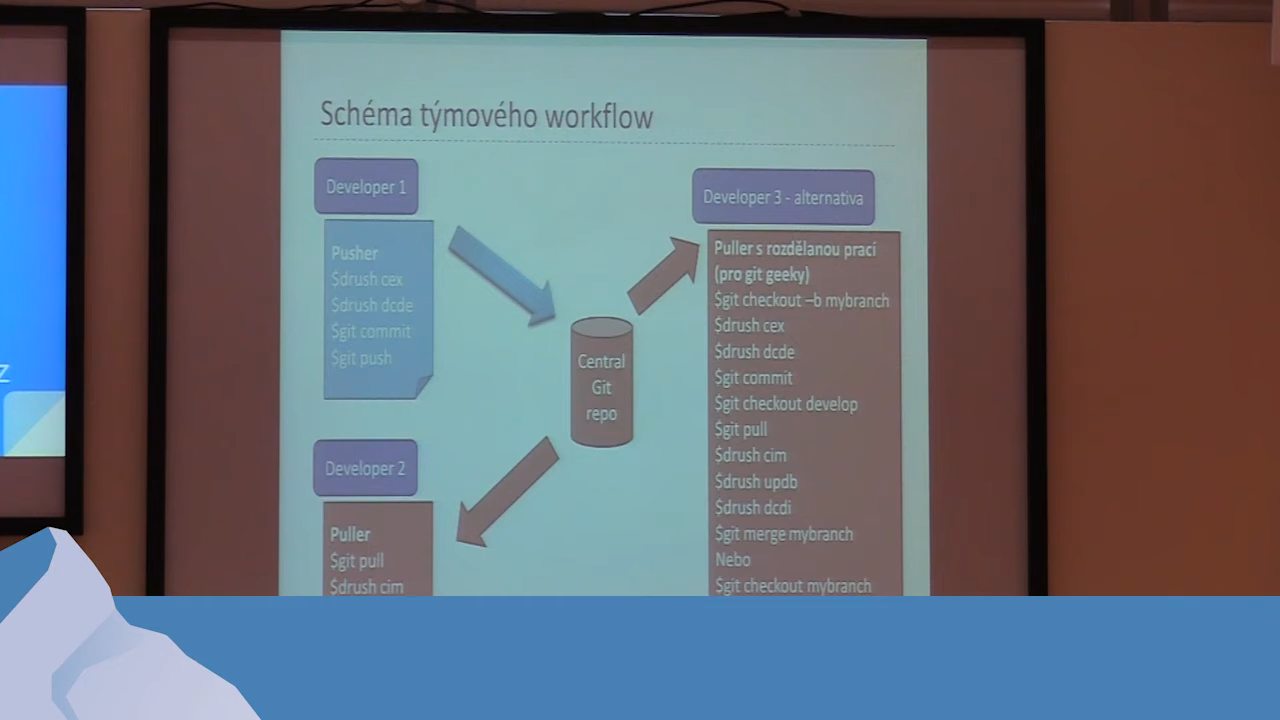 Schéma týmového workflow
Developer 1
Pusher
$drush cex
$drush dcde
$git commit
$git push
Developer 2
Puller
$git pull
$drush cim
Central
Git
repo
Developer 3 - alternativa
Puller s rozdělanou prací
(pro git geeky)
$git checkout –b mybranch
$drush cex
$drush dcde
$git commit
$git checkout develop
$git pull
$drush cim
$drush updb
$drush dcdi
$git merge mybranch
Nebo
$git checkout mybranch
z